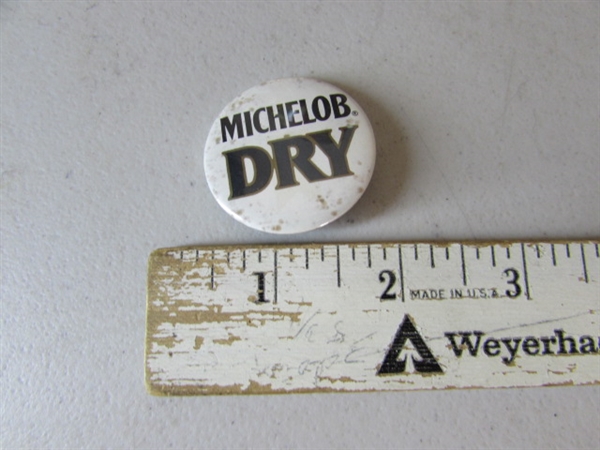 MICHELOB®
DRY
1 2 3
MADE IN U.S.A.
Weyerha